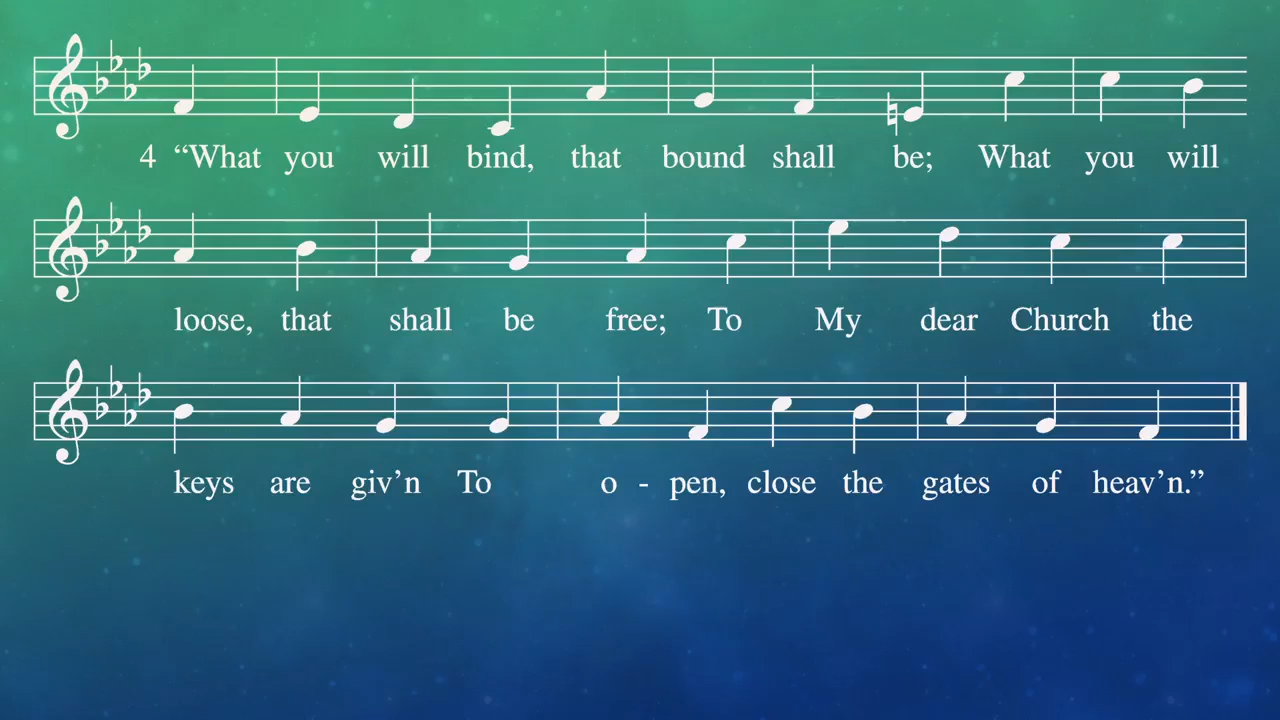 4 “What you will bind, that bound shall be; What you will
loose, that shall be free; To My dear Church the
keys are giv’n To o - pen, close the gates of heav’n.”